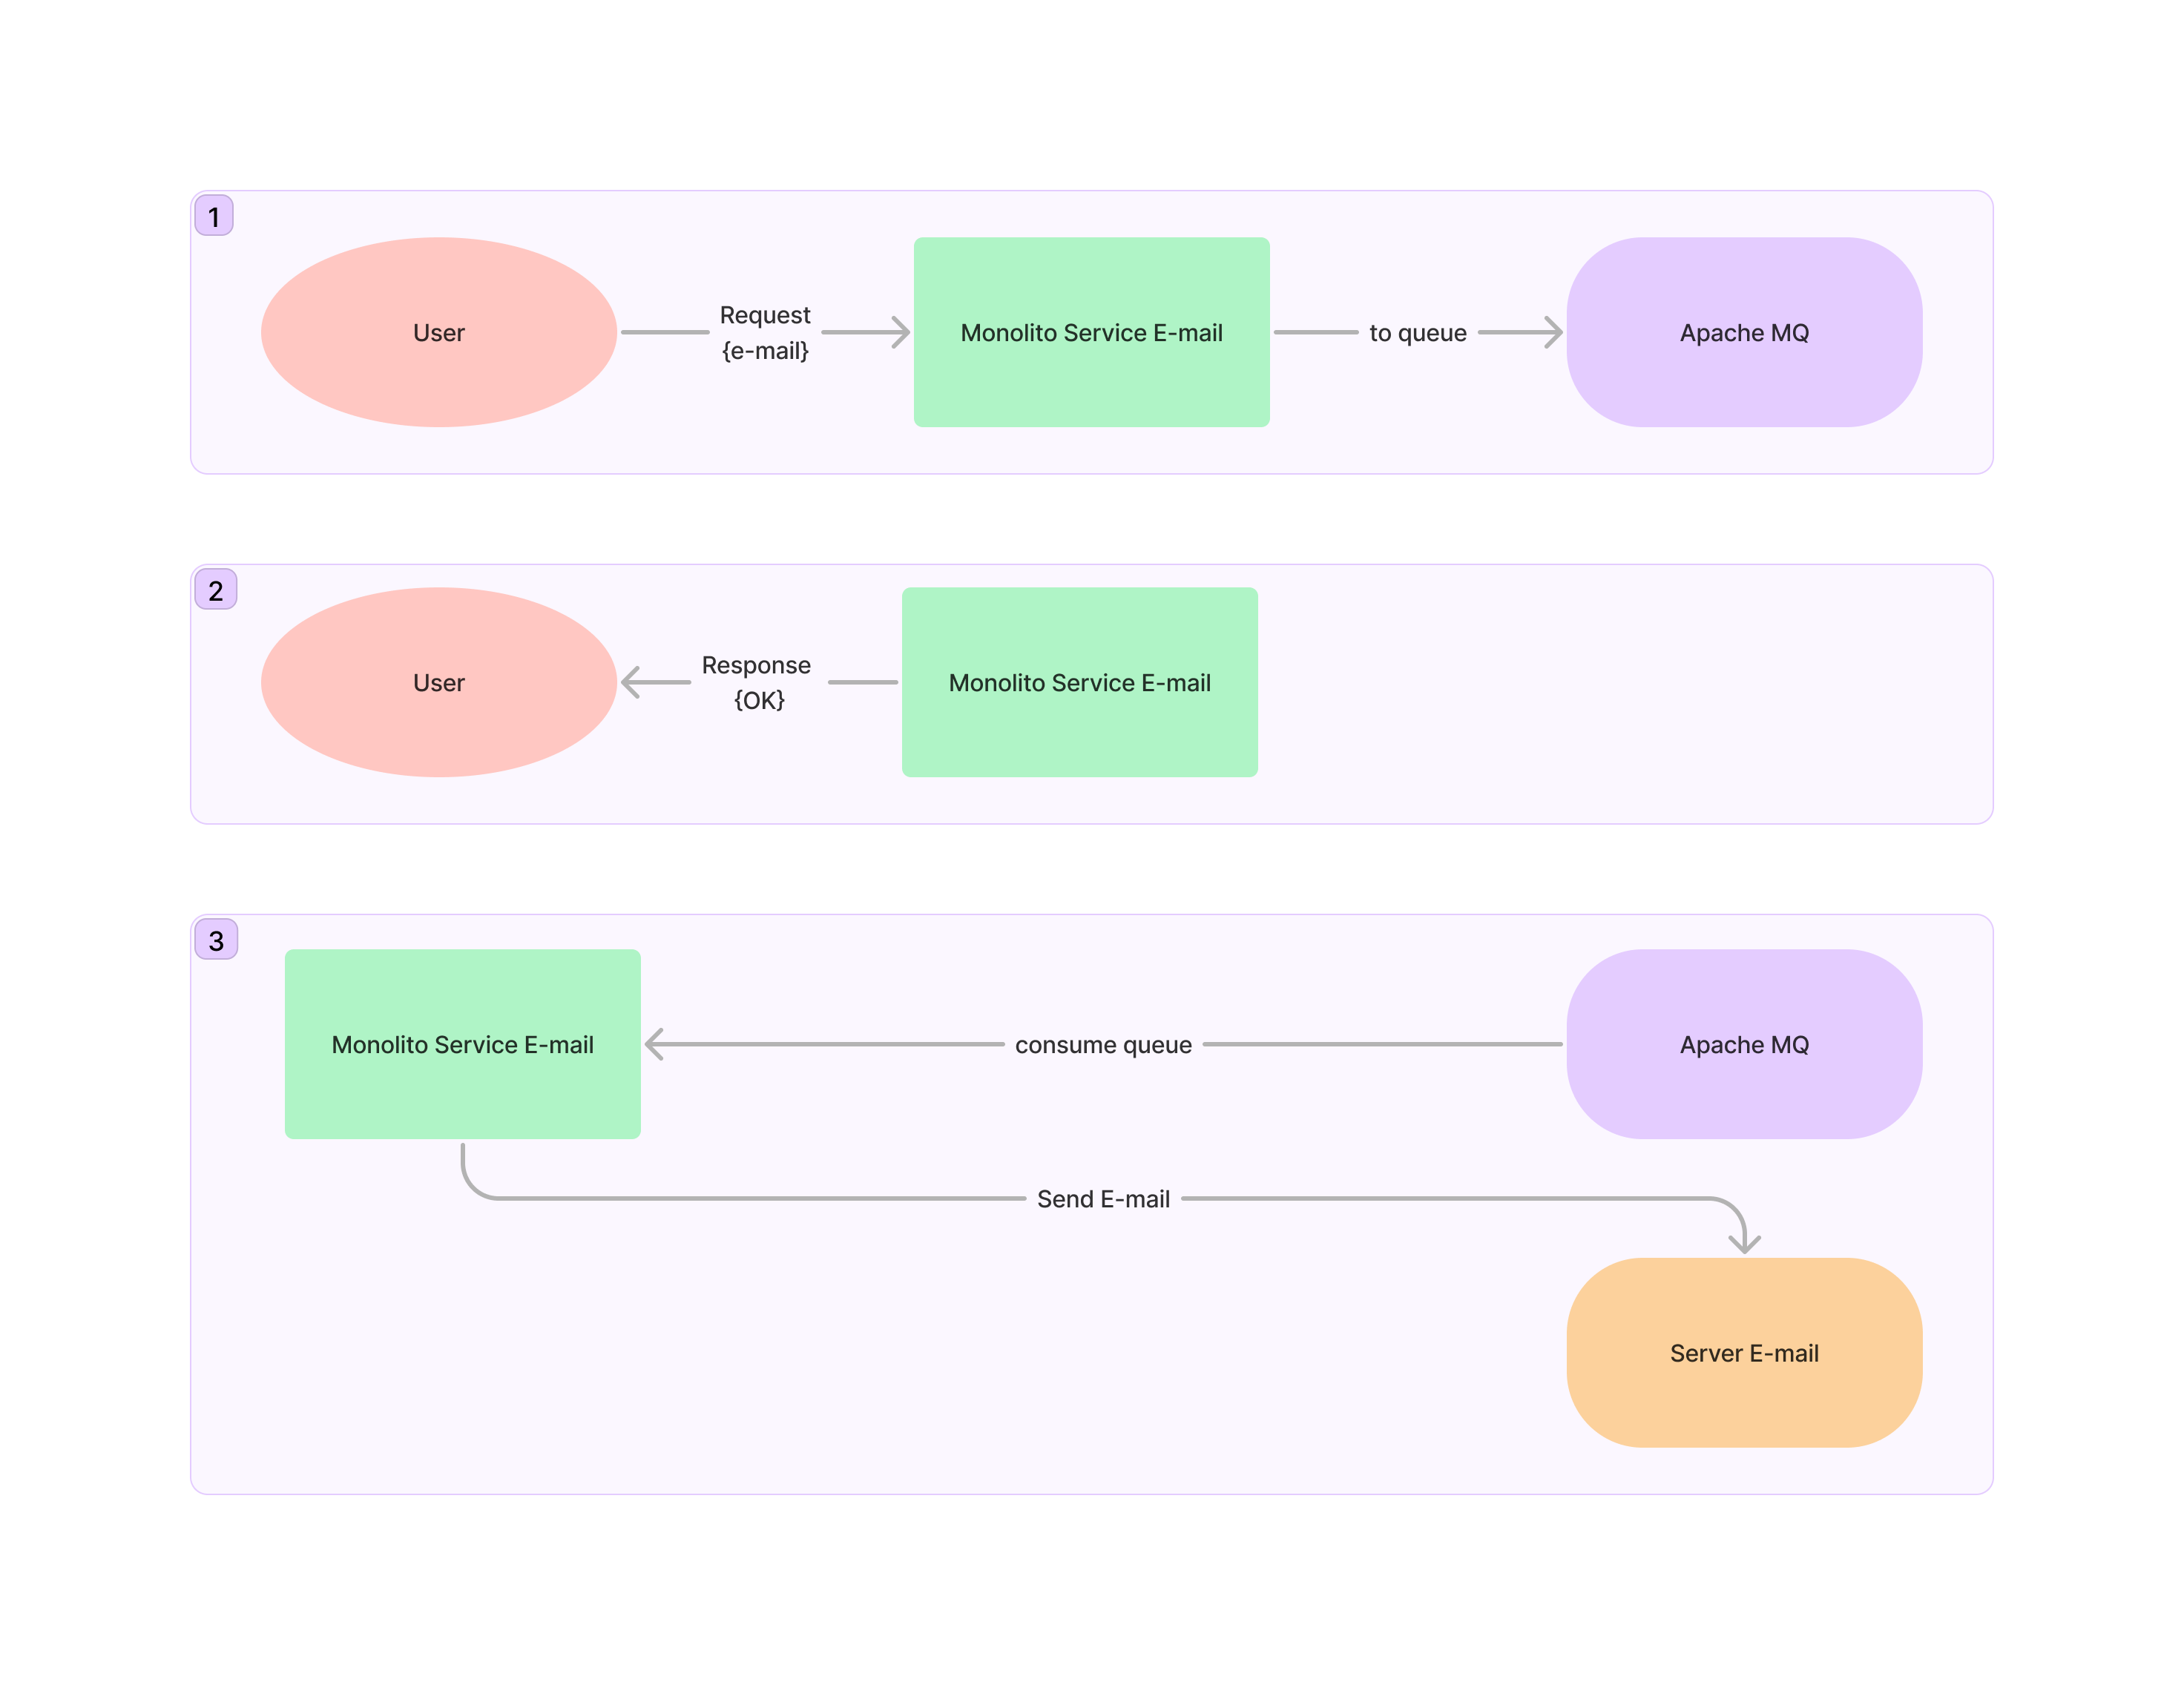 1
User
Request
{e-mail}
Monolito Service E-mail
to queue
Apache MQ
2
User
Response
{OK}
Monolito Service E-mail
3
Monolito Service E-mail
consume queue
Apache MQ
Send E-mail
Server E-mail